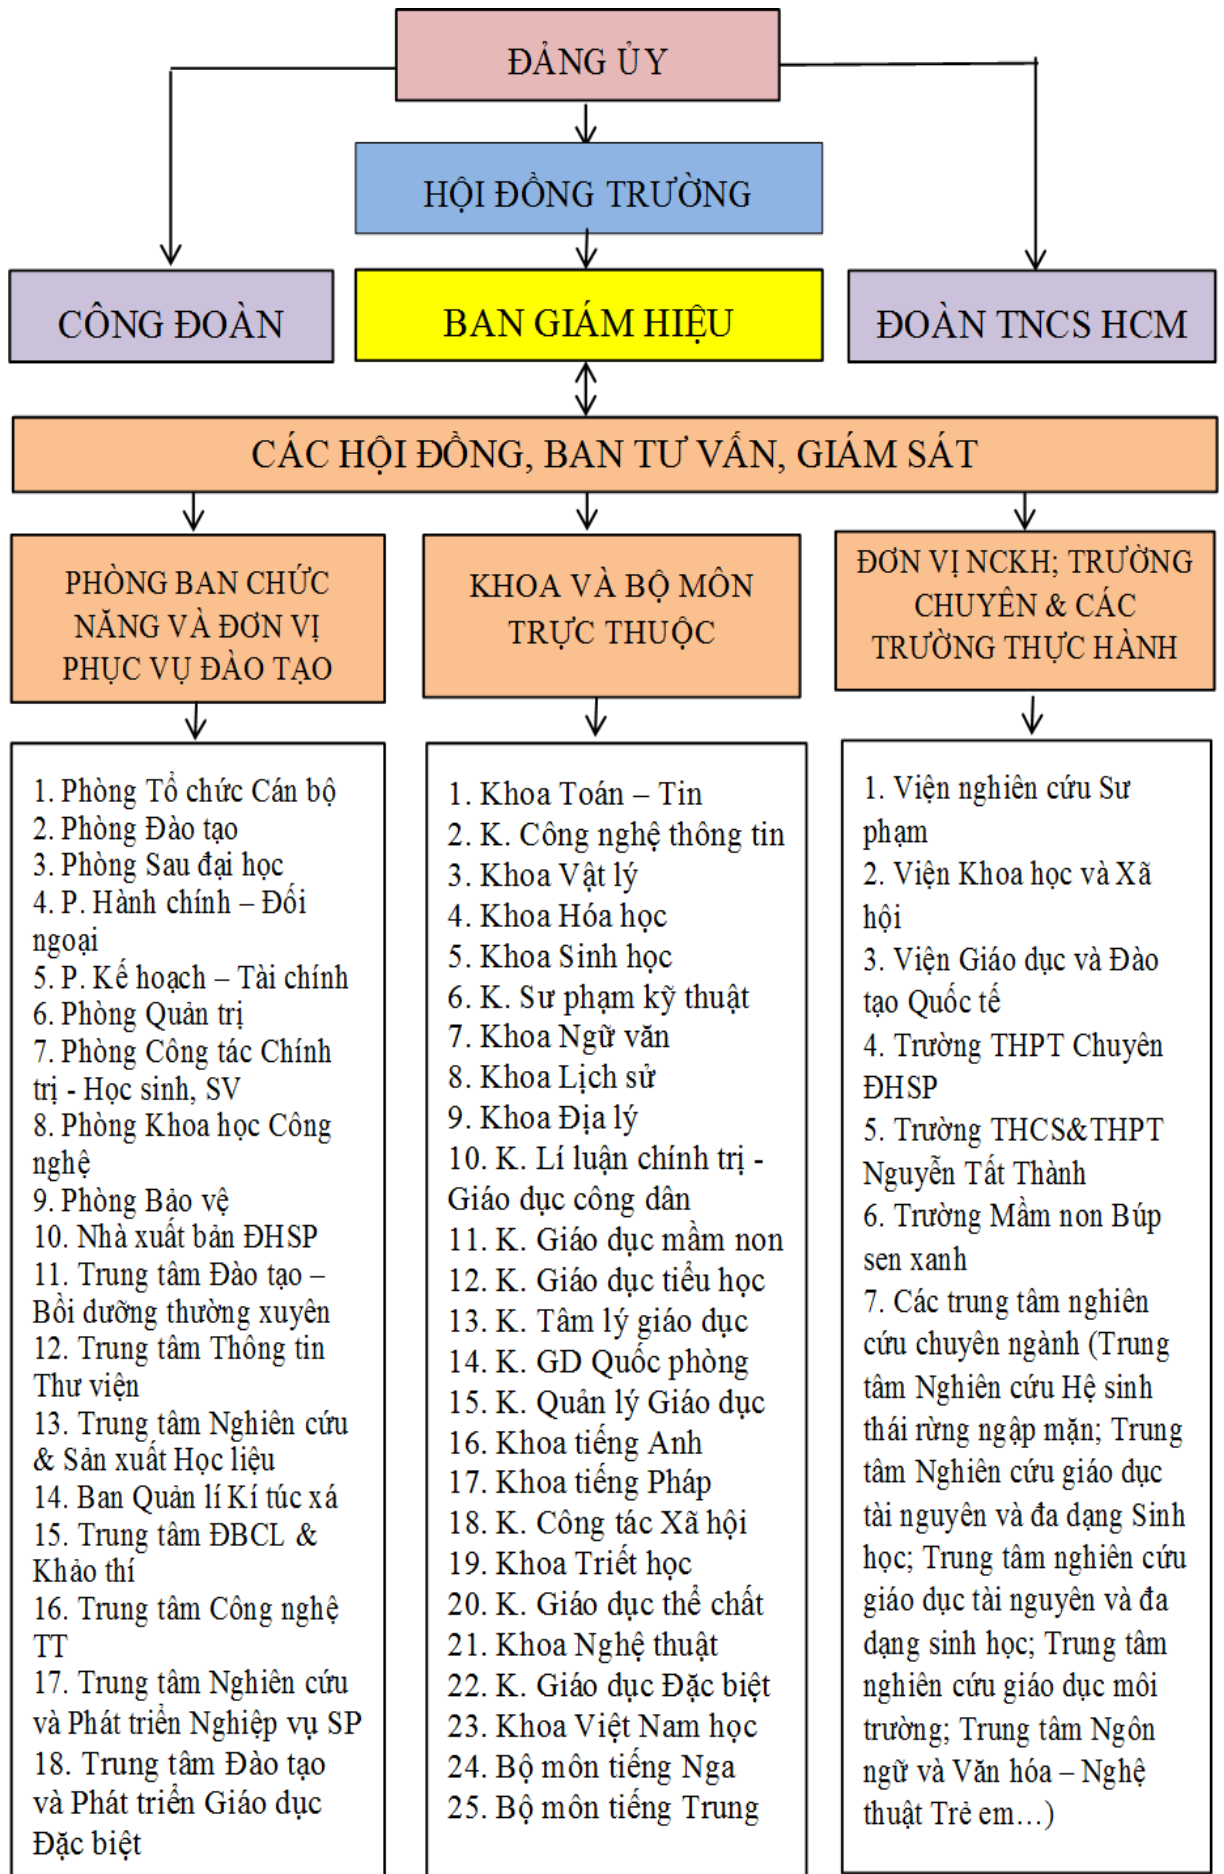 ĐẢNG ỦY
HỘI ĐỒNG TRƯỜNG
CÔNG ĐOÀN
BAN GIÁM HIỆU
ĐOÀN TNCS HCM
CÁC HỘI ĐỒNG, BAN TƯ VẤN, GIÁM SÁT
PHÒNG BAN CHỨC
NĂNG VÀ ĐƠN VỊ
PHỤC VỤ ĐÀO TẠO
KHOA VÀ BỘ MÔN
TRỰC THUỘC
ĐƠN VỊ NCKH; TRƯỜNG
CHUYÊN & CÁC
TRƯỜNG THỰC HÀNH
1. Phòng Tổ chức Cán bộ
2. Phòng Đào tạo
3. Phòng Sau đại học
4. P. Hành chính – Đối
ngoại
5. P. Kế hoạch – Tài chính
6. Phòng Quản trị
7. Phòng Công tác Chính
trị - Học sinh, SV
8. Phòng Khoa học Công
nghệ
9. Phòng Bảo vệ
10. Nhà xuất bản ĐHSP
11. Trung tâm Đào tạo –
Bồi dưỡng thường xuyên
12. Trung tâm Thông tin
Thư viện
13. Trung tâm Nghiên cứu
& Sản xuất Học liệu
14. Ban Quản lí Kí túc xá
15. Trung tâm ĐBCL &
Khảo thí
16. Trung tâm Công nghệ
TT
17. Trung tâm Nghiên cứu
và Phát triển Nghiệp vụ SP
18. Trung tâm Đào tạo
và Phát triển Giáo dục
Đặc biệt
1. Khoa Toán – Tin
2. K. Công nghệ thông tin
3. Khoa Vật lý
4. Khoa Hóa học
5. Khoa Sinh học
6. K. Sư phạm kỹ thuật
7. Khoa Ngữ văn
8. Khoa Lịch sử
9. Khoa Địa lý
10. K. Lí luận chính trị -
Giáo dục công dân
11. K. Giáo dục mầm non
12. K. Giáo dục tiểu học
13. K. Tâm lý giáo dục
14. K. GD Quốc phòng
15. K. Quản lý Giáo dục
16. Khoa tiếng Anh
17. Khoa tiếng Pháp
18. K. Công tác Xã hội
19. Khoa Triết học
20. K. Giáo dục thể chất
21. Khoa Nghệ thuật
22. K. Giáo dục Đặc biệt
23. Khoa Việt Nam học
24. Bộ môn tiếng Nga
25. Bộ môn tiếng Trung
1. Viện nghiên cứu Sư
phạm
2. Viện Khoa học và Xã
hội
3. Viện Giáo dục và Đào
tạo Quốc tế
4. Trường THPT Chuyên
ĐHSP
5. Trường THCS&THPT
Nguyễn Tất Thành
6. Trường Mầm non Búp
sen xanh
7. Các trung tâm nghiên
cứu chuyên ngành (Trung
tâm Nghiên cứu Hệ sinh
thái rừng ngập mặn; Trung
tâm Nghiên cứu giáo dục
tài nguyên và đa dạng Sinh
học; Trung tâm nghiên cứu
giáo dục tài nguyên và đa
dạng sinh học; Trung tâm
nghiên cứu giáo dục môi
trường; Trung tâm Ngôn
ngữ và Văn hóa – Nghệ
thuật Trẻ em…)